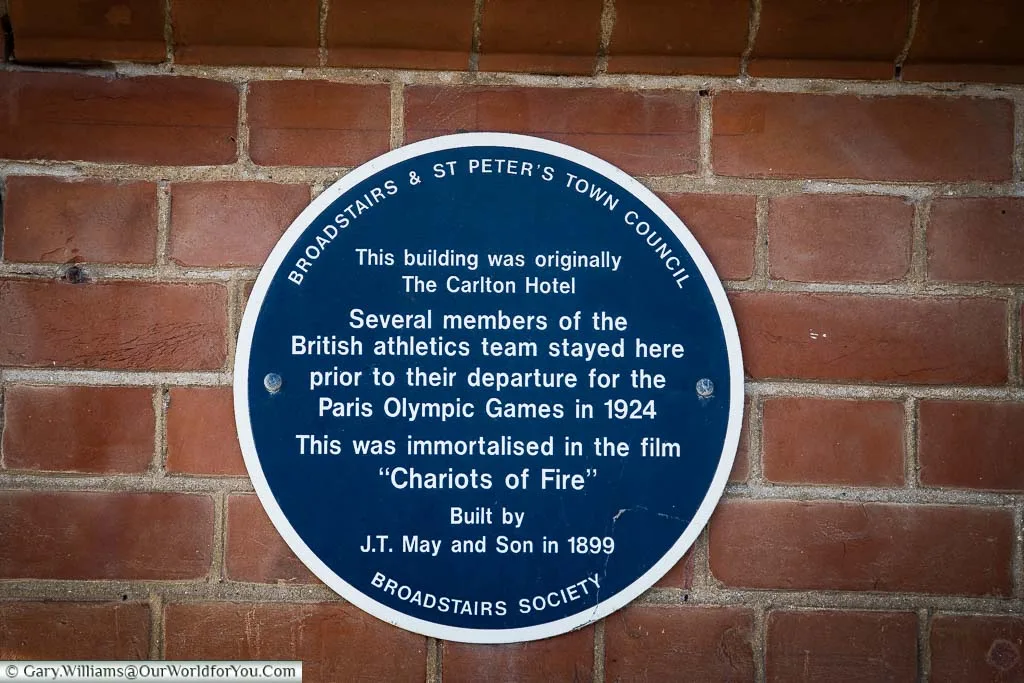 BROADSTAIRS & ST PETER'S TOWN COUNCIL
This building was originally
The Carlton Hotel
Several members of the
British athletics team stayed here
prior to their departure for the
Paris Olympic Games in 1924
This was immortalised in the film
“Chariots of Fire”
Built by
J.T. May and Son in 1899
BROADSTAIRS SOCIETY
© Gary.Williams@OurWorldforYou.Com